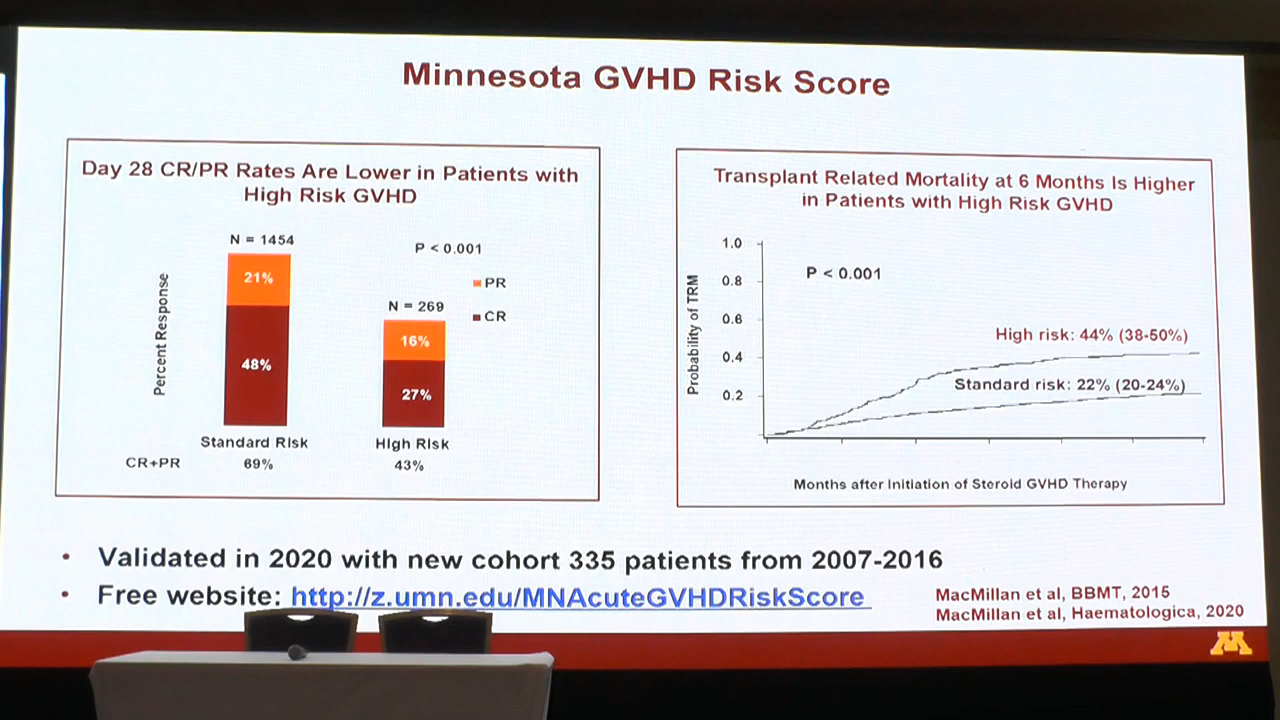 Minnesota GVHD Risk Score
Day 28 CR/PR Rates Are Lower in Patients with
High Risk GVHD
N = 1454
P < 0.001
21%
PR
N = 269
CR
16%
48%
27%
Percent Response
Standard Risk
High Risk
CR+PR
69%
43%
Transplant Related Mortality at 6 Months Is Higher
in Patients with High Risk GVHD
1.0
P < 0.001
0.8
0.6
High risk: 44% (38-50%)
0.4
Standard risk: 22% (20-24%)
0.2
Probability of TRM
Months after Initiation of Steroid GVHD Therapy
• Validated in 2020 with new cohort 335 patients from 2007-2016
• Free website: http://z.umn.edu/MNAcuteGVHDRiskScore
MacMillan et al, BBMT, 2015
MacMillan et al, Haematologica, 2020
M